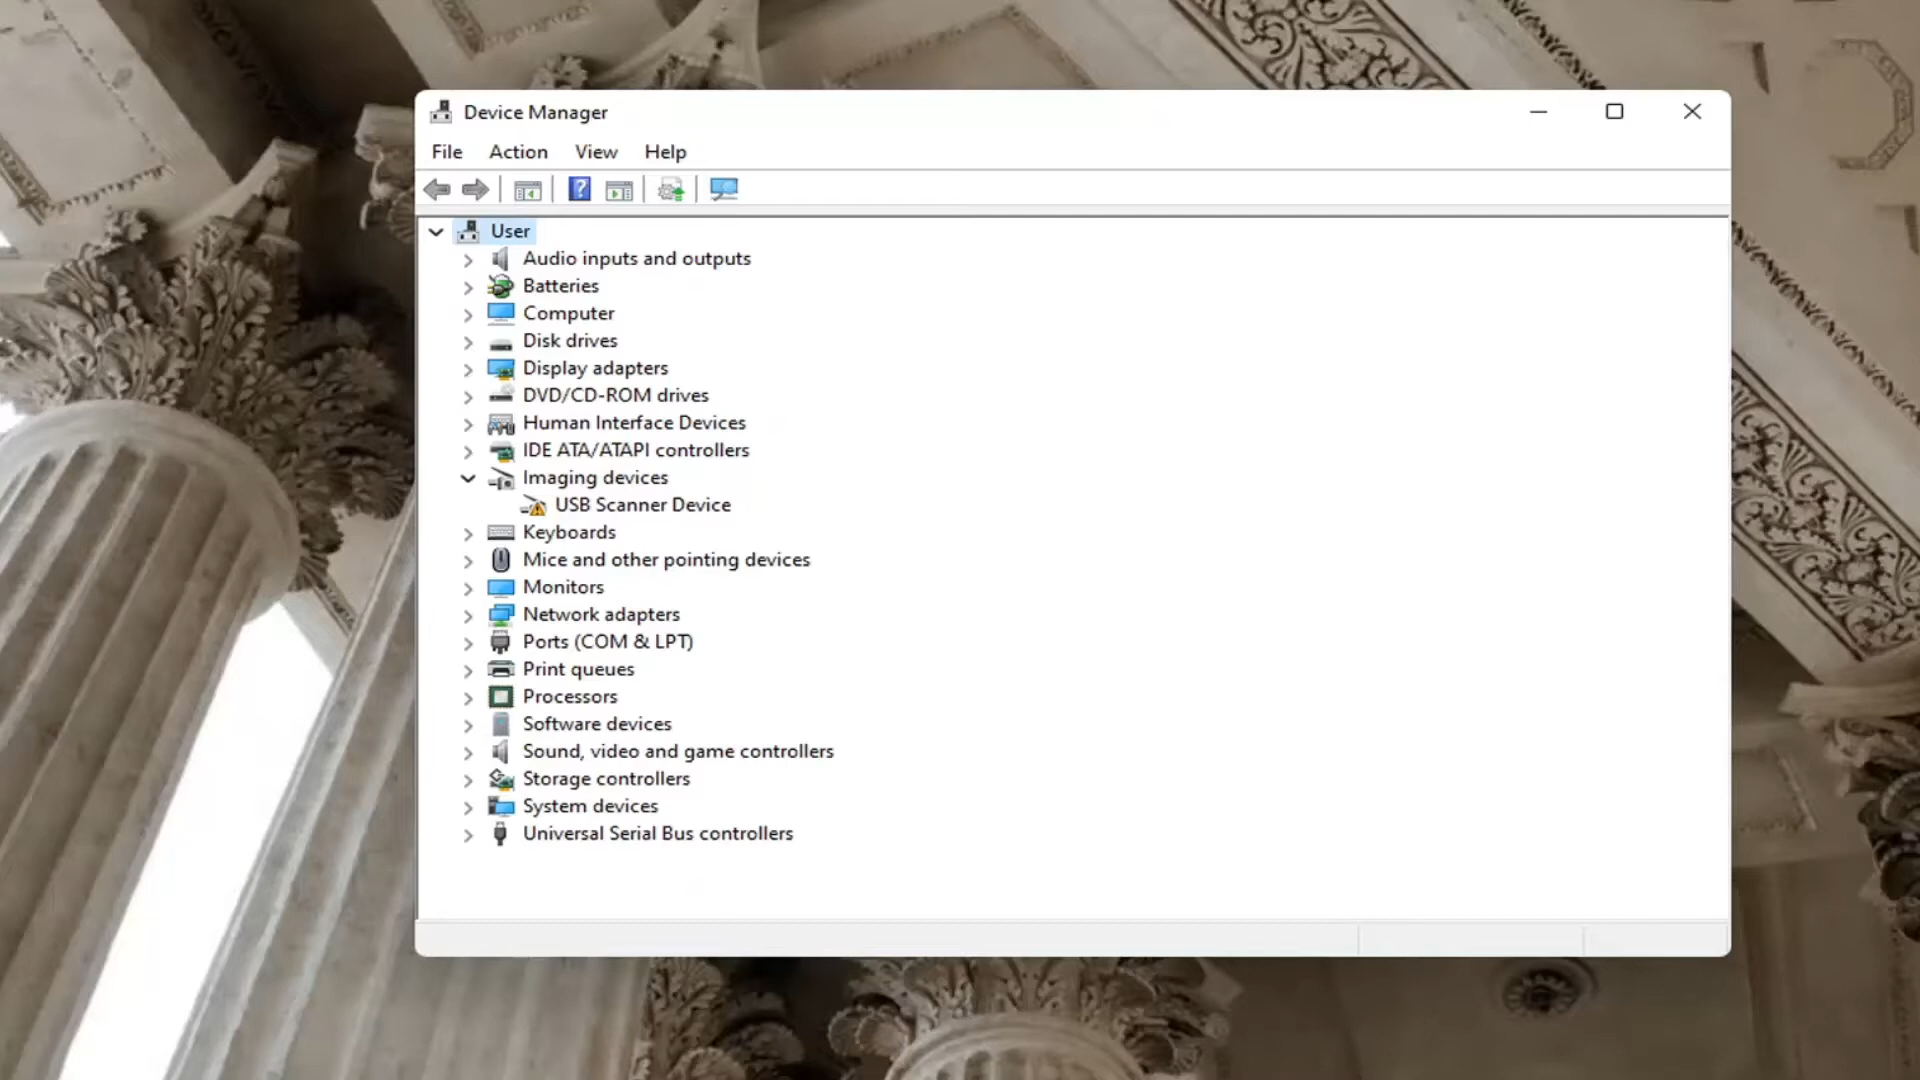 Device Manager
File Action View Help
User
Audio inputs and outputs
Batteries
Computer
Disk drives
Display adapters
DVD/CD-ROM drives
Human Interface Devices
IDE ATA/ATAPI controllers
Imaging devices
USB Scanner Device
Keyboards
Mice and other pointing devices
Monitors
Network adapters
Ports (COM & LPT)
Print queues
Processors
Software devices
Sound, video and game controllers
Storage controllers
System devices
Universal Serial Bus controllers